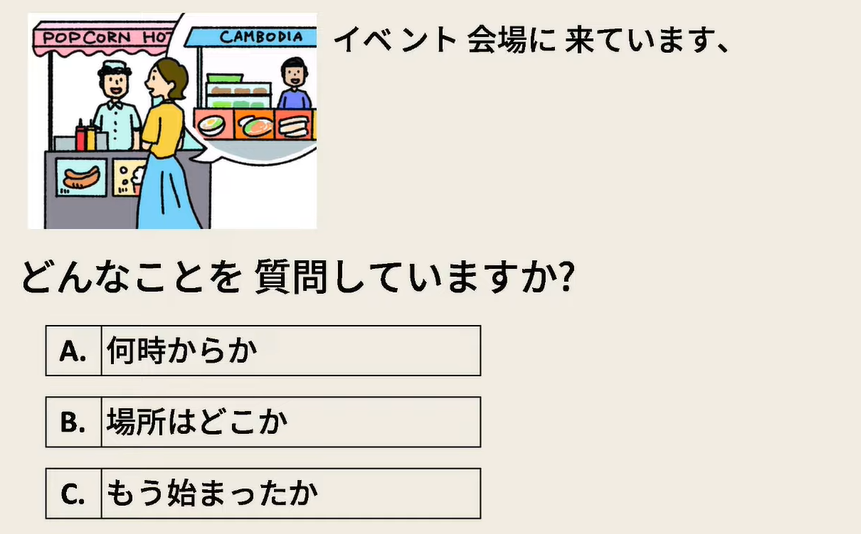 POPCORN HOT
CAMBODIA
イベント 会場に 来ています、
どんなことを 質問していますか?
A. 何時からか
B. 場所はどこか
C. もう始まったか